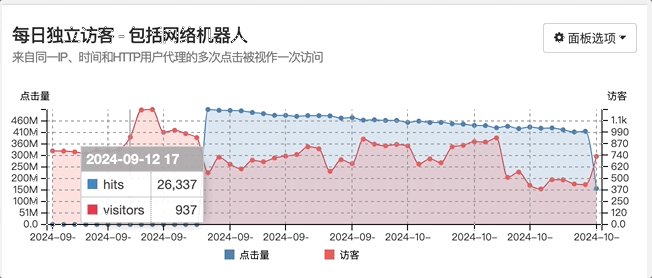 每日独立访客 - 包括网络机器人
来自同一IP、时间和HTTP用户代理的多次点击被视作一次访问
面板选项
点击量 访客
460M 1.1k
410M 990
360M 870
300M 740
250M 620
200M 500
150M 370
100M 250
51M 120
0.0 0.0
2024-09-12 17
hits 26,337
visitors 937
2024-09- 2024-09- 2024-09- 2024-09- 2024-09- 2024-09- 2024-10- 2024-10- 2024-10- 2024-10-
点击量 访客